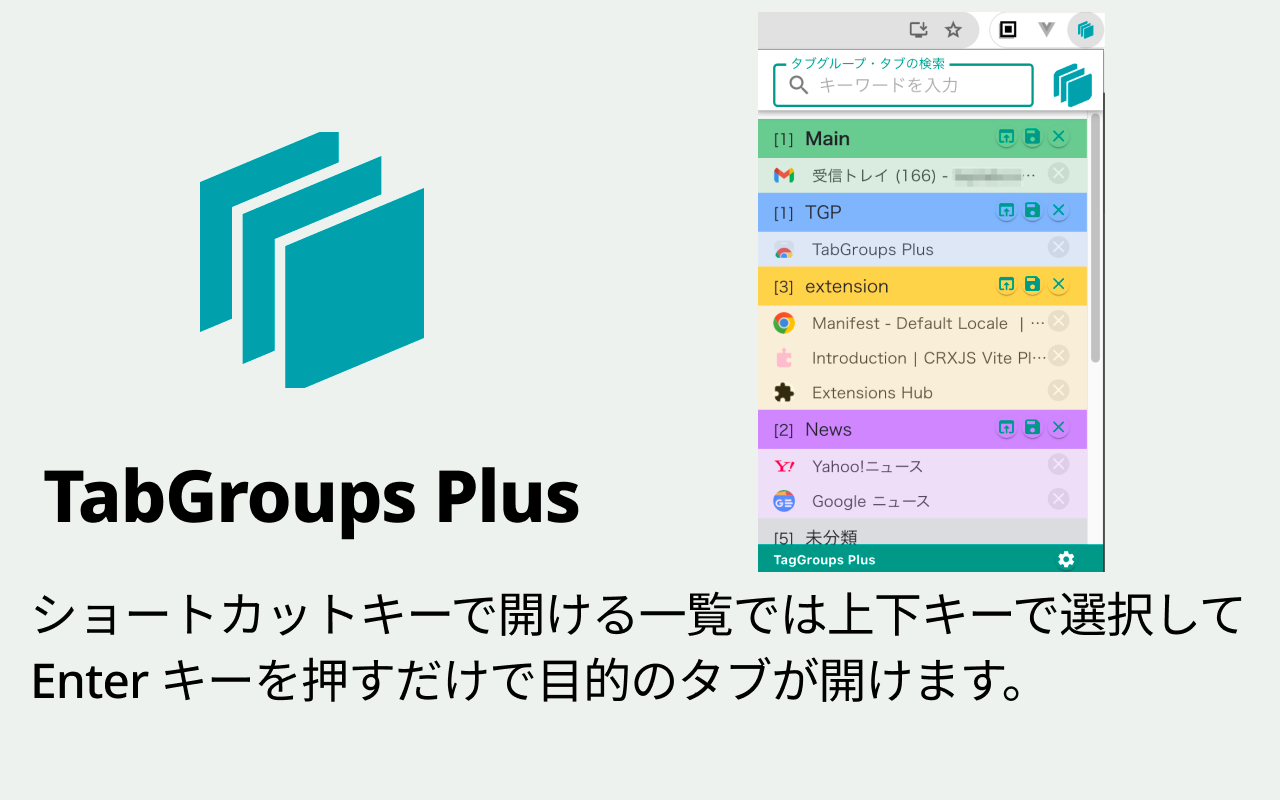 タブグループ・タブの検索
キーワードを入力
[1] Main
受信トレイ (166) -
[1] TGP
TabGroups Plus
[3] extension
Manifest - Default Locale | …
Introduction | CRXJS Vite Pl…
Extensions Hub
[2] News
Y! Yahoo!ニュース
GE Google ニュース
[5] 未分類
TagGroups Plus
TabGroups Plus
ショートカットキーで開ける一覧では上下キーで選択して
Enter キーを押すだけで目的のタブが開けます。